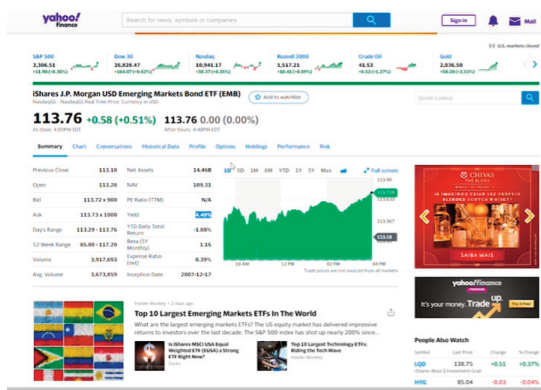 yahoo!
finance
Search for news, symbols or companies
Sign in
Mail
U.S. markets closed
S&P 500
3,306.51
Dow 30
Nasdaq
10,941.17
Russell 2000
1,517.21
Crude Oil
41.53
Gold
2,036.50
iShares J.P. Morgan USD Emerging Markets Bond ETF (EMB)
NasdaqGS - NasdaqGS Real Time Price. Currency in USD
Add to watchlist
Quote Lookup
113.76 +0.58 (+0.51%) 113.76 0.00 (0.00%)
At close: 4:00PM EDT
After hours: 4:48PM EDT
Summary Chart Conversations Historical Data Profile Options Holdings Performance Risk
Previous Close 113.18
Open 113.28
Bid 113.72 x 900
Ask 113.73 x 1000
Day's Range 113.29 - 113.76
52 Week Range 85.00 - 117.20
Volume 3,917,693
Avg. Volume 3,673,859
Net Assets 14.46B
NAV 109.31
PE Ratio (TTM) N/A
Yield 4.49%
YTD Daily Total Return -1.88%
Beta (5Y Monthly) 1.16
Expense Ratio (net) 0.39%
Inception Date 2007-12-17
1D 5D 1M 6M YTD 1Y 5Y Max
Full screen
10 AM 12 PM 02 PM 04 PM
Trade prices are not sourced from all markets
CHIVAS
THE BLEND
SAIBA MAIS
Insider Monkey • 2 days ago
Top 10 Largest Emerging Markets ETFs In The World
What are the largest emerging markets ETFs? The US equity market has delivered impressive
returns to investors over the last decade. The S&P 500 index has shot up nearly 200% since...
Is iShares MSCI USA Equal
Weighted ETF (EUSA) a Strong
ETF Right Now?
Zacks
Top 10 Largest Technology ETFs:
Riding the Tech Wave
Insider Monkey
yahoo!finance
PREMIUM
It's your money. Trade up.
Try it free
People Also Watch
Symbol Last Price Change % Change
LQD 138.75 +0.51 +0.37%
HYG 85.04 -0.03 -0.04%